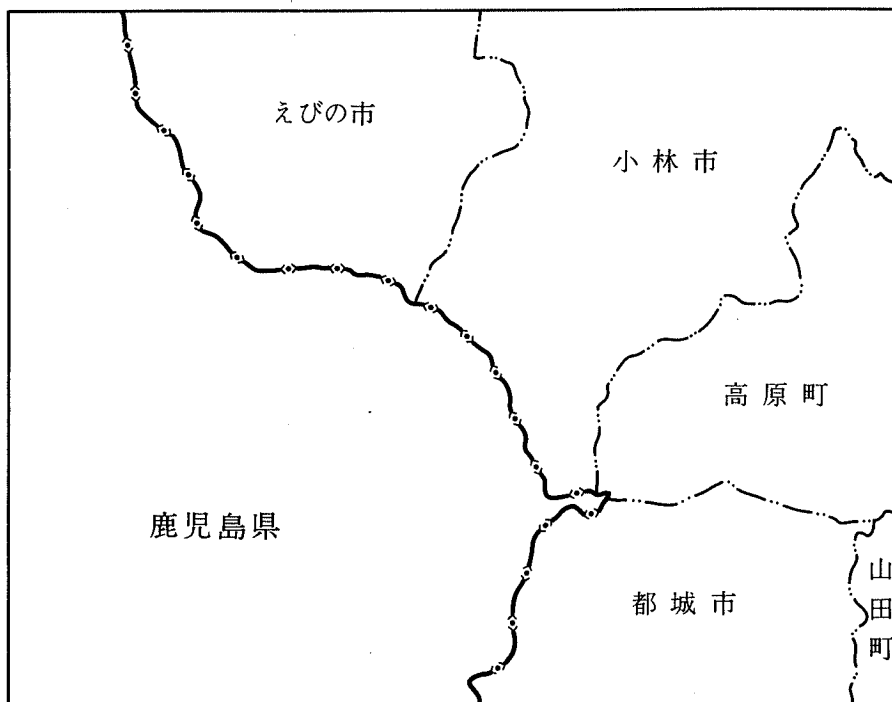 えびの市
小林市
高原町
鹿児島県
都城市
山田町